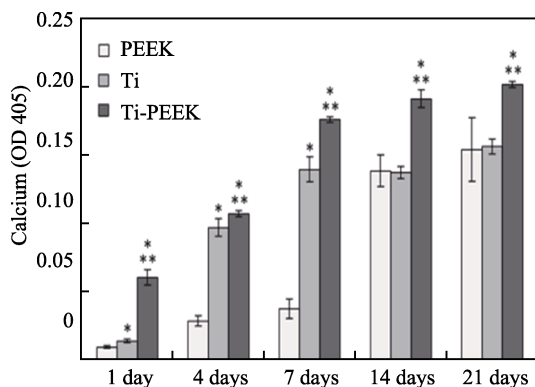 0.25
0.20
0.15
0.10
0.05
0
Calcium (OD 405)
PEEK
Ti
Ti-PEEK
*
**
*
*
*
**
*
*
**
*
**
*
**
1 day
4 days
7 days
14 days
21 days